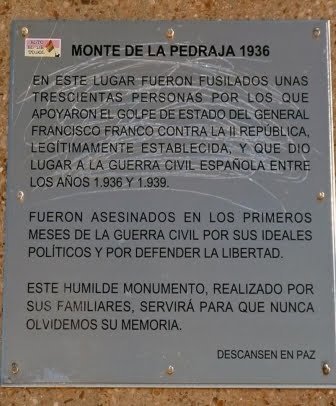 MONTE DE LA PEDRAJA 1936
EN ESTE LUGAR FUERON FUSILADOS UNAS
TRESCIENTAS PERSONAS POR LOS QUE
APOYARON EL GOLPE DE ESTADO DEL GENERAL
FRANCISCO FRANCO CONTRA LA II REPÚBLICA,
LEGÍTIMAMENTE ESTABLECIDA, Y QUE DIO
LUGAR A LA GUERRA CIVIL ESPAÑOLA ENTRE
LOS AÑOS 1.936 Y 1.939.
FUERON ASESINADOS EN LOS PRIMEROS
MESES DE LA GUERRA CIVIL POR SUS IDEALES
POLÍTICOS Y POR DEFENDER LA LIBERTAD.
ESTE HUMILDE MONUMENTO, REALIZADO POR
SUS FAMILIARES, SERVIRÁ PARA QUE NUNCA
OLVIDEMOS SU MEMORIA.
DESCANSEN EN PAZ